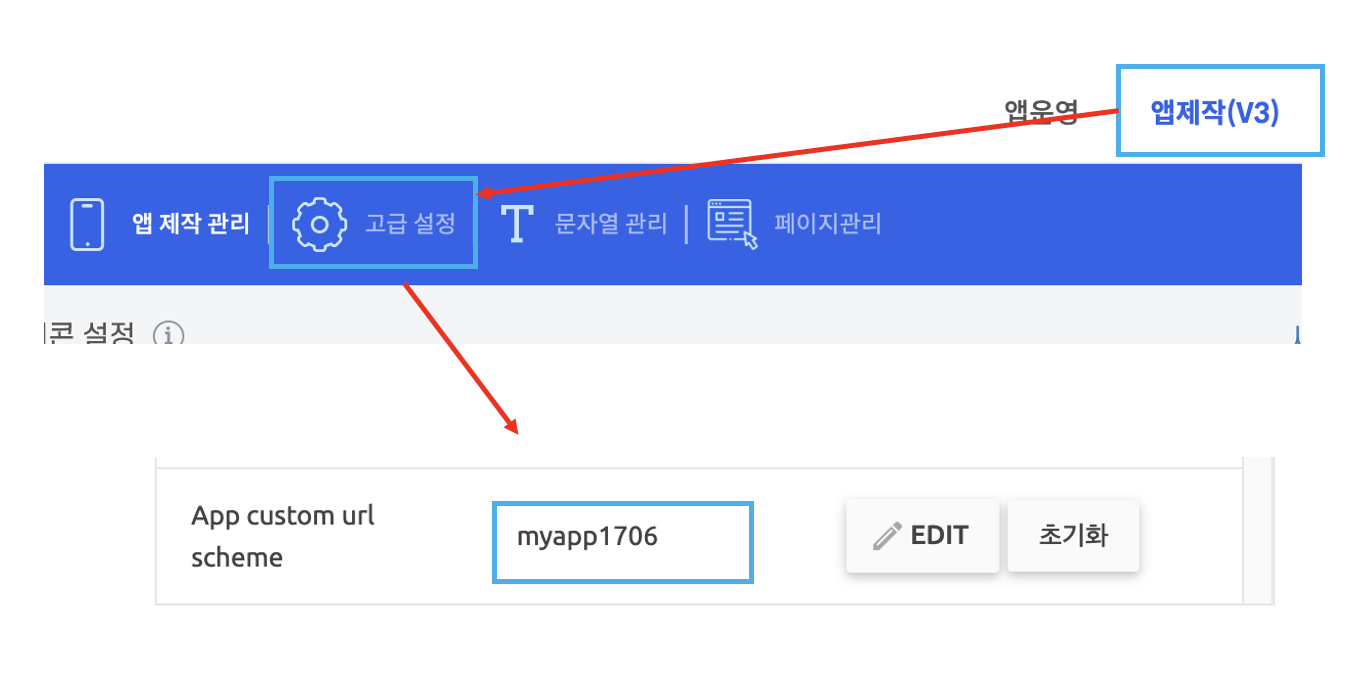 앱운영 앱제작(V3)
앱 제작 관리 고급 설정 문자열 관리 페이지관리
콘 설정
App custom url
scheme
myapp1706
EDIT
초기화